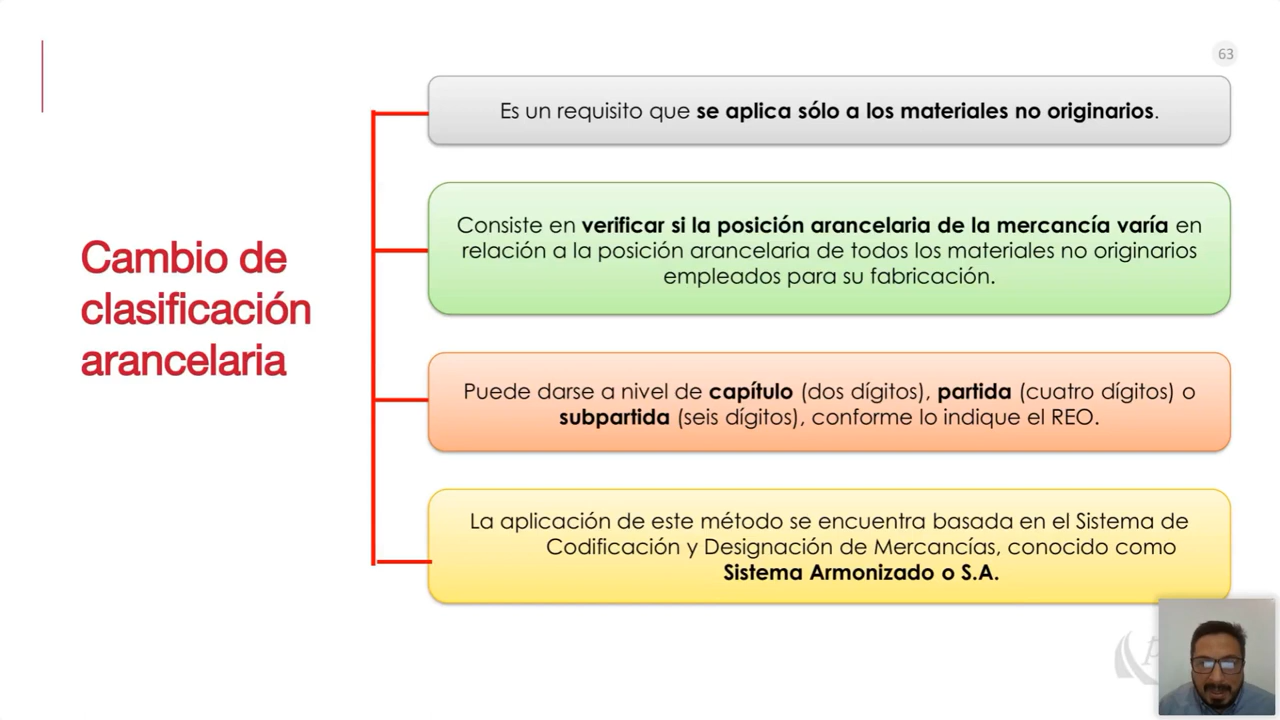 63
Cambio de
clasificación
arancelaria
Es un requisito que se aplica sólo a los materiales no originarios.
Consiste en verificar si la posición arancelaria de la mercancía varía en
relación a la posición arancelaria de todos los materiales no originarios
empleados para su fabricación.
Puede darse a nivel de capítulo (dos dígitos), partida (cuatro dígitos) o
subpartida (seis dígitos), conforme lo indique el REO.
La aplicación de este método se encuentra basada en el Sistema de
Codificación y Designación de Mercancías, conocido como
Sistema Armonizado o S.A.